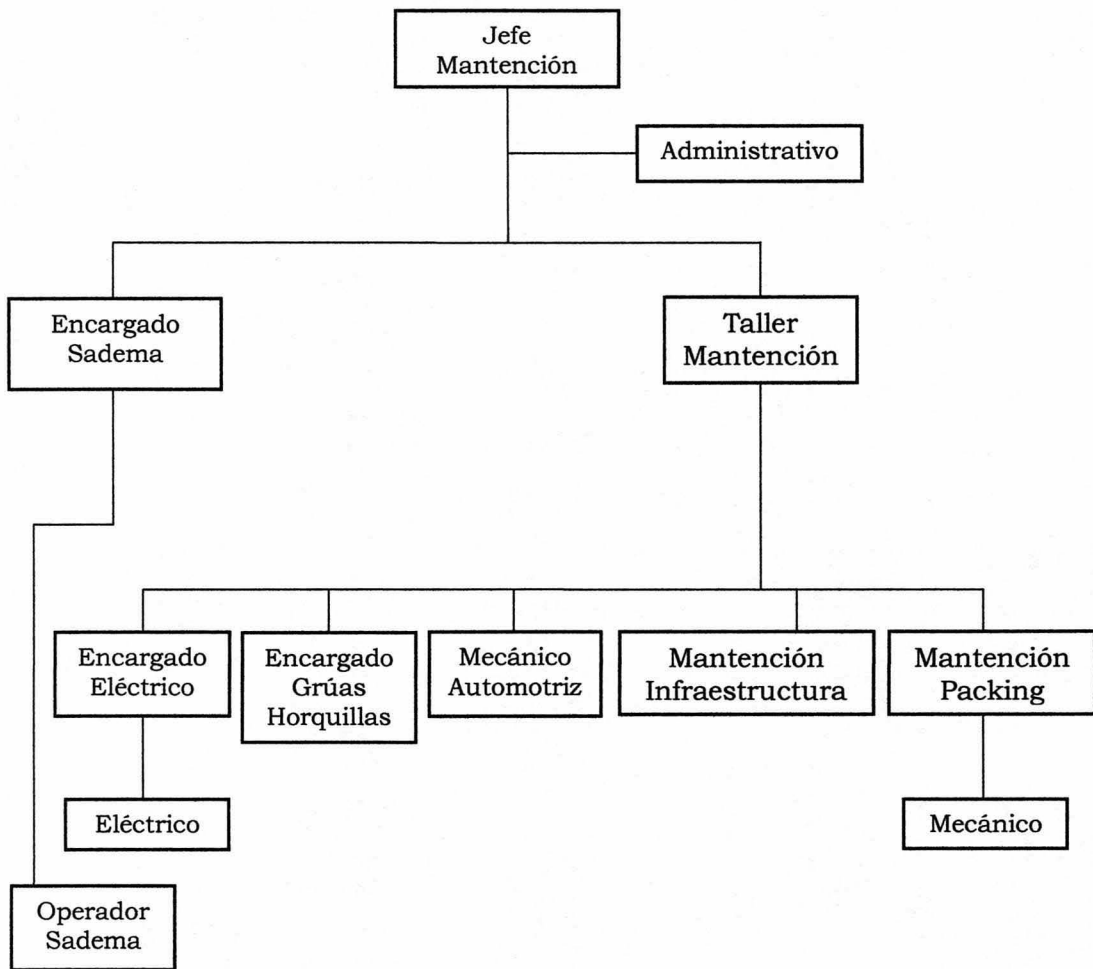 Jefe
Mantención
Administrativo
Encargado
Sadema
Taller
Mantención
Encargado
Eléctrico
Encargado
Grúas
Horquillas
Mecánico
Automotriz
Mantención
Infraestructura
Mantención
Packing
Eléctrico
Mecánico
Operador
Sadema